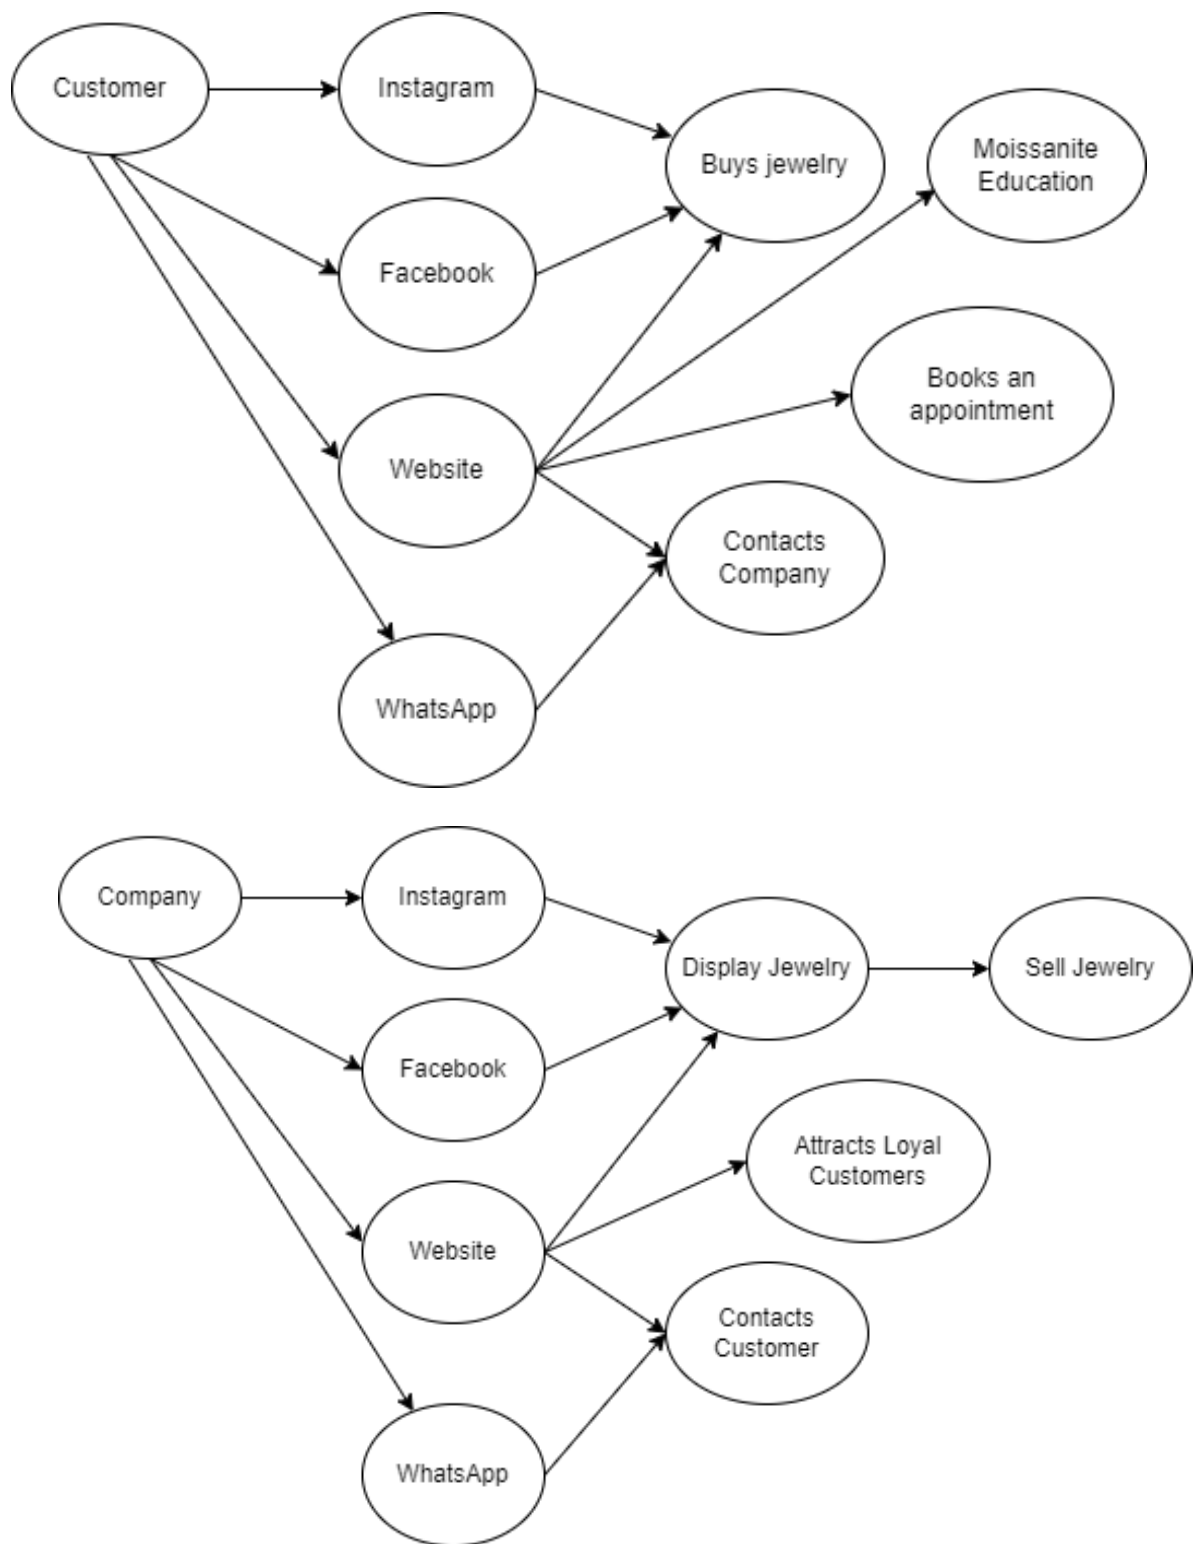 Customer
Instagram
Buys jewelry
Moissanite
Education
Facebook
Books an
appointment
Website
Contacts
Company
WhatsApp
Company
Instagram
Display Jewelry
Sell Jewelry
Facebook
Attracts Loyal
Customers
Website
Contacts
Customer
WhatsApp